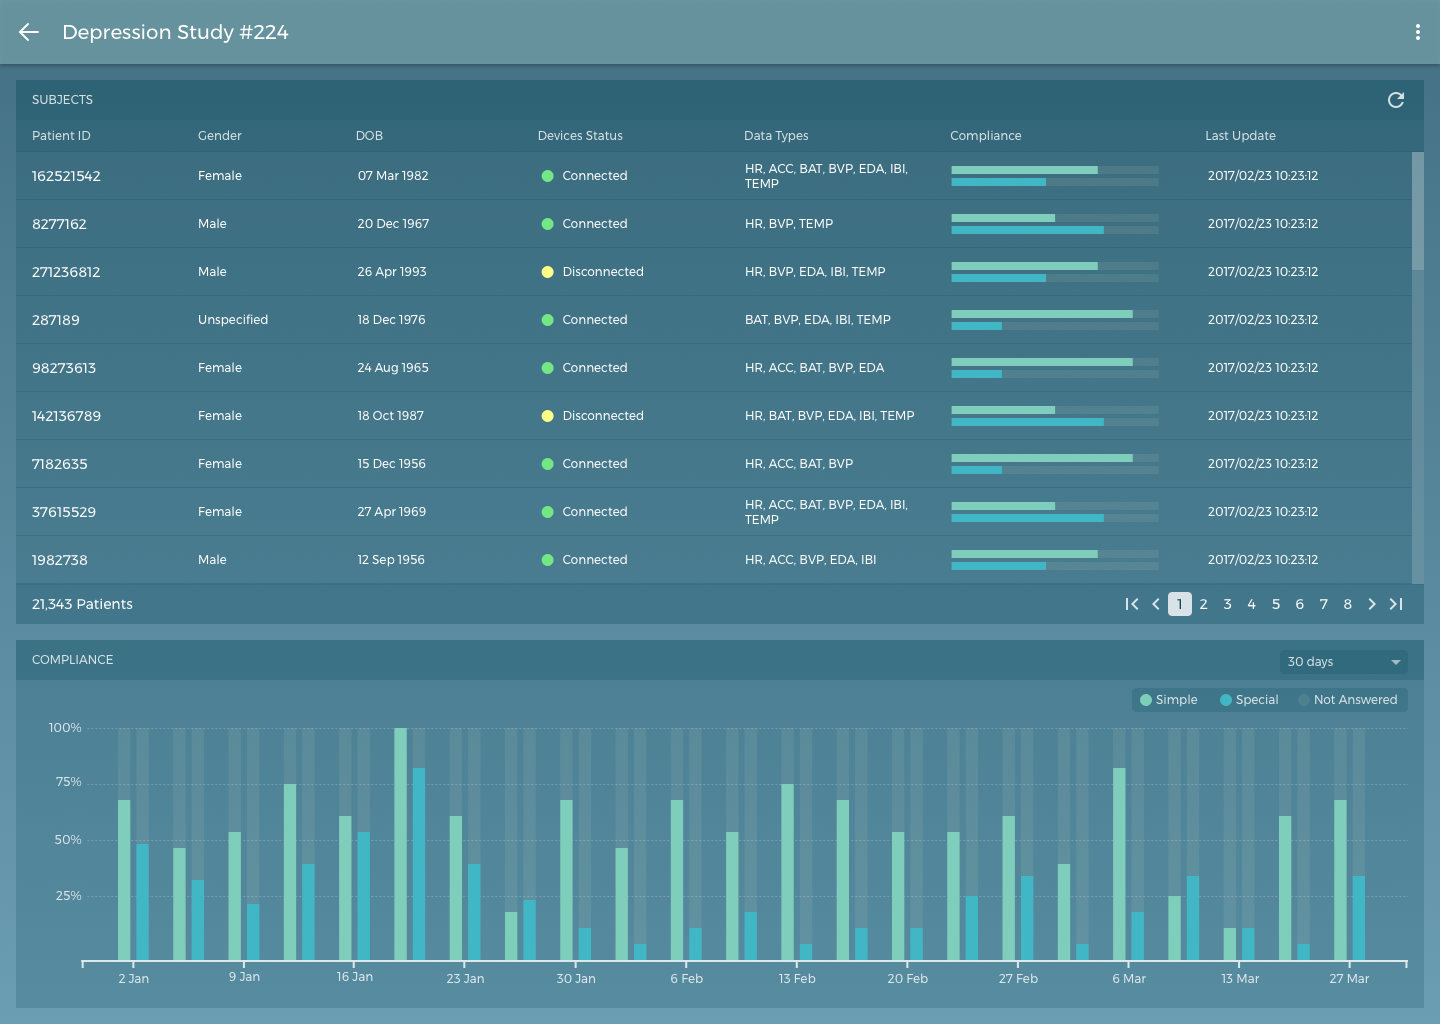 Depression Study #224
SUBJECTS
Patient ID Gender DOB Devices Status Data Types Compliance Last Update
162521542 Female 07 Mar 1982 Connected HR, ACC, BAT, BVP, EDA, IBI, TEMP 2017/02/23 10:23:12
8277162 Male 20 Dec 1967 Connected HR, BVP, TEMP 2017/02/23 10:23:12
271236812 Male 26 Apr 1993 Disconnected HR, BVP, EDA, IBI, TEMP 2017/02/23 10:23:12
287189 Unspecified 18 Dec 1976 Connected BAT, BVP, EDA, IBI, TEMP 2017/02/23 10:23:12
98273613 Female 24 Aug 1965 Connected HR, ACC, BAT, BVP, EDA 2017/02/23 10:23:12
142136789 Female 18 Oct 1987 Disconnected HR, BAT, BVP, EDA, IBI, TEMP 2017/02/23 10:23:12
7182635 Female 15 Dec 1956 Connected HR, ACC, BAT, BVP 2017/02/23 10:23:12
37615529 Female 27 Apr 1969 Connected HR, ACC, BAT, BVP, EDA, IBI, TEMP 2017/02/23 10:23:12
1982738 Male 12 Sep 1956 Connected HR, ACC, BVP, EDA, IBI 2017/02/23 10:23:12
21,343 Patients 1 2 3 4 5 6 7 8
COMPLIANCE 30 days
Simple Special Not Answered
100%
75%
50%
25%
2 Jan 9 Jan 16 Jan 23 Jan 30 Jan 6 Feb 13 Feb 20 Feb 27 Feb 6 Mar 13 Mar 27 Mar